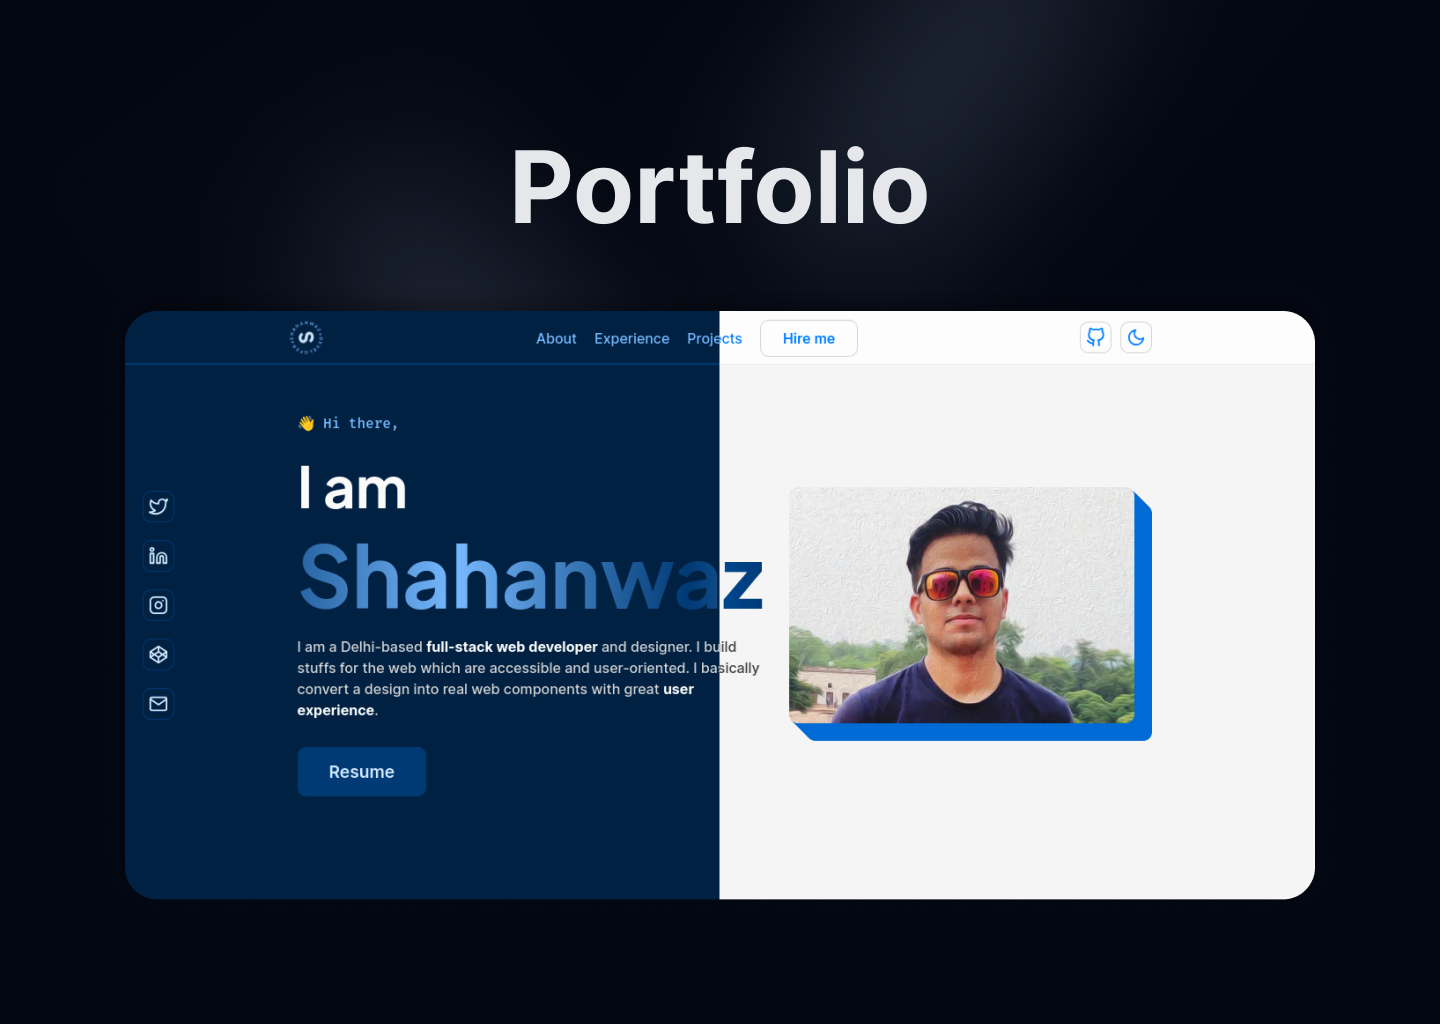 Portfolio
S
About Experience Projects Hire me
👋 Hi there,
I am
Shahanwaz
I am a Delhi-based full-stack web developer and designer. I build
stuffs for the web which are accessible and user-oriented. I basically
convert a design into real web components with great user
experience.
Resume